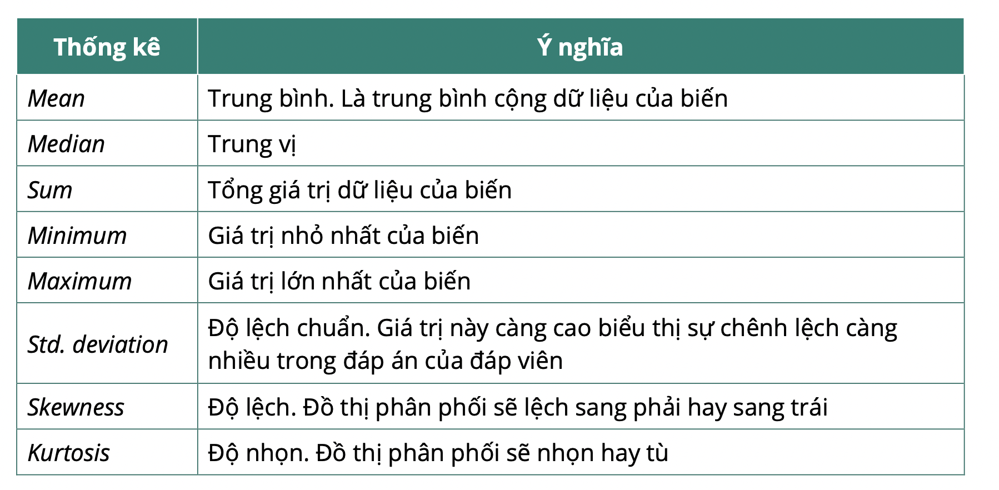 Thống kê
Ý nghĩa
Mean
Trung bình. Là trung bình cộng dữ liệu của biến
Median
Trung vị
Sum
Tổng giá trị dữ liệu của biến
Minimum
Giá trị nhỏ nhất của biến
Maximum
Giá trị lớn nhất của biến
Std. deviation
Độ lệch chuẩn. Giá trị này càng cao biểu thị sự chênh lệch càng
nhiều trong đáp án của đáp viên
Skewness
Độ lệch. Đồ thị phân phối sẽ lệch sang phải hay sang trái
Kurtosis
Độ nhọn. Đồ thị phân phối sẽ nhọn hay tù